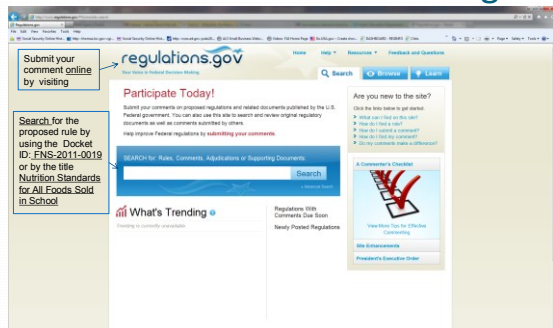 Submit your
comment online
by visiting
Search for the
proposed rule by
using the Docket
ID: FNS-2011-0019
or by the title
Nutrition Standards
for All Foods Sold
in School
File Edit View Favorites Tools Help
regulations.gov
Your Voice in Federal Decision Making
Home Help Resources Feedback and Questions
Search Browse Learn
Participate Today!
Submit your comments on proposed regulations and related documents published by the U.S.
Federal government. You can also use this site to search and review original regulatory
documents as well as comments submitted by others.
Help improve Federal regulations by submitting your comments.
SEARCH for: Rules, Comments, Adjudications or Supporting Documents
Search
Advanced Search
What's Trending
Trending is currently unavailable
Regulations With
Comments Due Soon
Newly Posted Regulations
Are you new to the site?
Click the links below to get started.
What can I find on this site?
How do I find a rule?
How do I submit a comment?
How do I find my comment?
Do my comments make a difference?
A Commenter's Checklist
View More Tips for Effective
Commenting
Site Enhancements
President's Executive Order